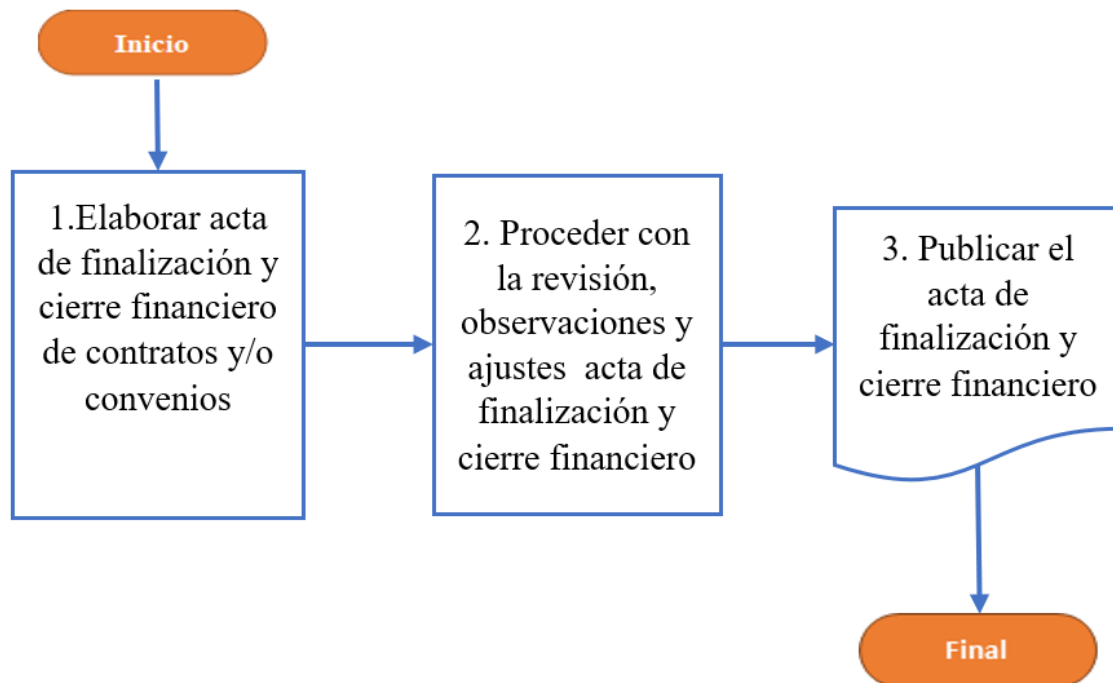 Inicio
1.Elaborar acta
de finalización y
cierre financiero
de contratos y/o
convenios
2. Proceder con
la revisión,
observaciones y
ajustes  acta de
finalización y
cierre financiero
3. Publicar el
acta de
finalización y
cierre financiero
Final